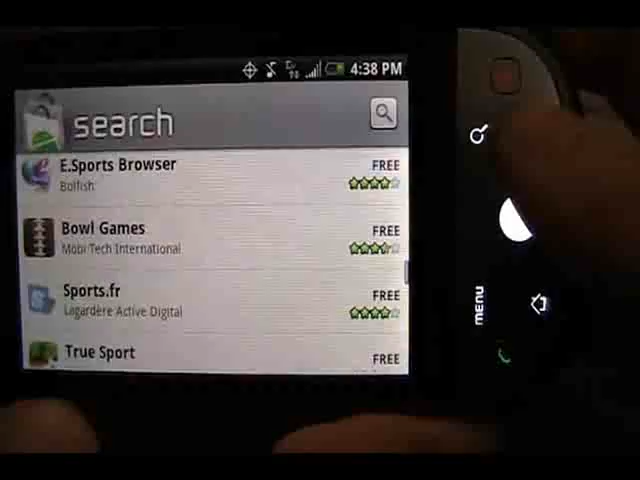 4:38 PM
search
E.Sports Browser FREE
Bolfish
Bowl Games FREE
Mobi Tech International
Sports.fr FREE
Lagardère Active Digital
True Sport FREE
MENU